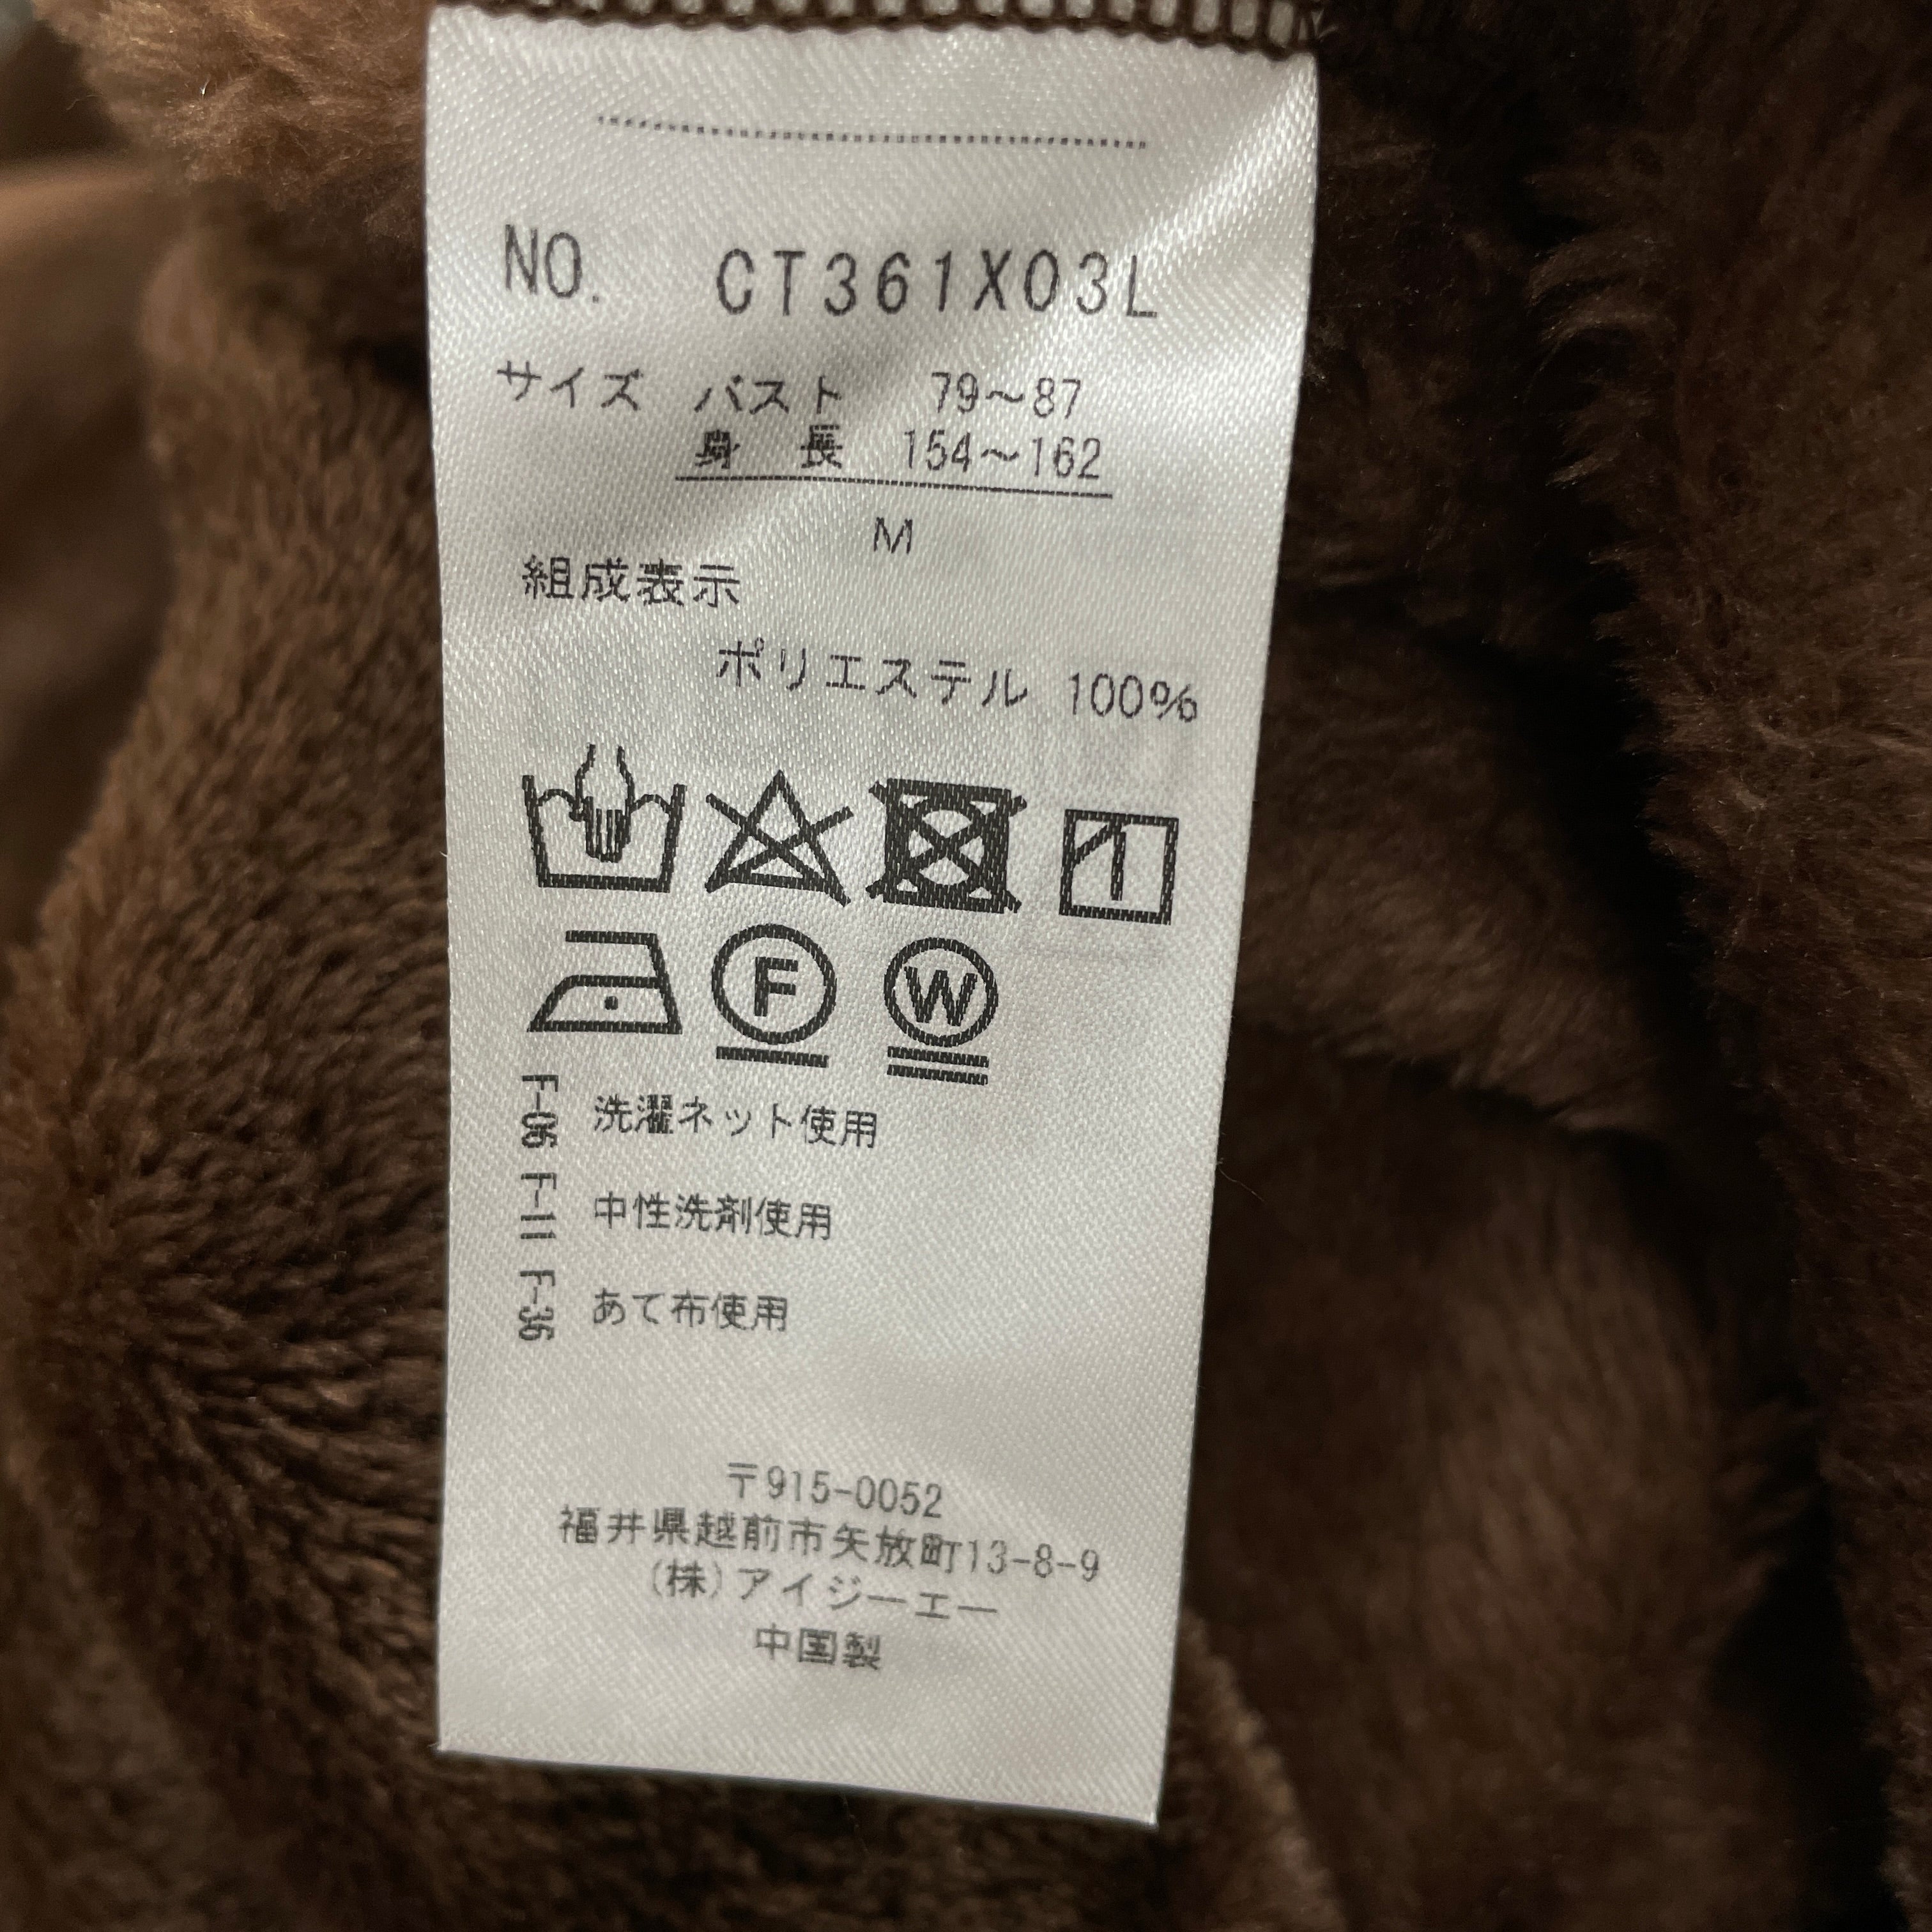 NO. CT361X03L
サイズ バスト 79～87
身長 154～162
M
組成表示
ポリエステル 100%
F
W
F-06 洗濯ネット使用
F-11 中性洗剤使用
F-36 あて布使用
〒915-0052
福井県越前市矢放町13-8-9
(株)アイジーエー
中国製